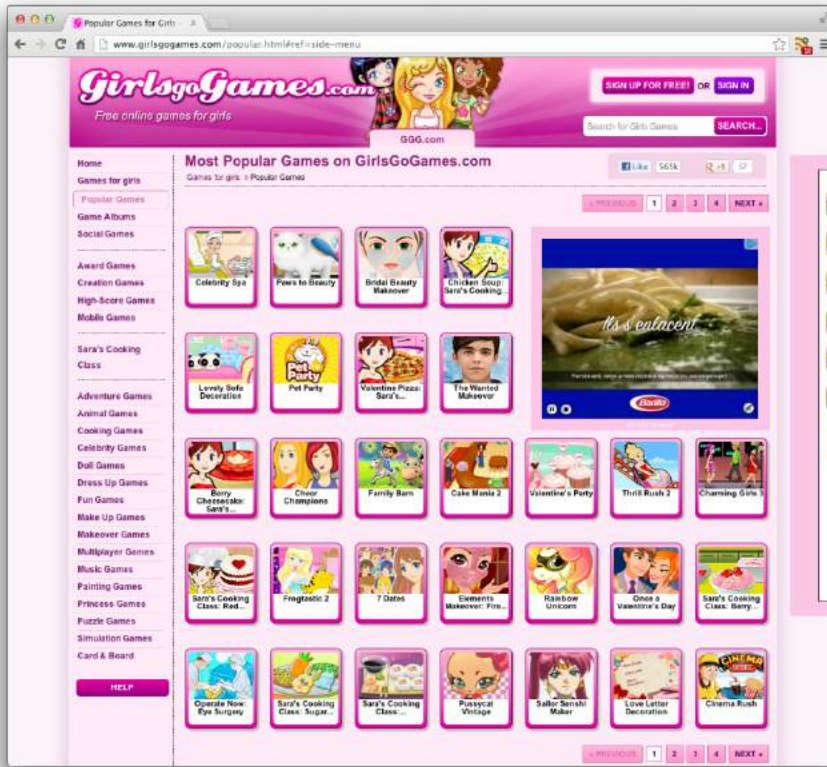 Popular Games for Girls -
www.girlsgogames.com/popular.html#ref=side-menu
GirlsgoGames.com
Free online games for girls
GGG.com
SIGN UP FOR FREE! OR SIGN IN
Search for Girls Games
SEARCH...
Home
Games for girls
Popular Games
Game Albums
Social Games
Award Games
Creation Games
High-Score Games
Mobile Games
Sara's Cooking
Class
Adventure Games
Animal Games
Cooking Games
Celebrity Games
Doll Games
Dress Up Games
Fun Games
Make Up Games
Makeover Games
Multiplayer Games
Music Games
Painting Games
Princess Games
Puzzle Games
Simulation Games
Card & Board
HELP
Most Popular Games on GirlsGoGames.com
Games for girls » Popular Games
Like 565k
+1
« PREVIOUS 1 2 3 4 NEXT »
Celebrity Spa
Paws to Beauty
Bridal Beauty
Makeover
Chicken Soup:
Sara's Cooking...
Ils s'enlacent
Barilla
Lovely Sofa
Decoration
Pet
Party
Pet Party
Valentine Pizza:
Sara's...
The Wanted
Makeover
Berry
Cheesecake:
Sara's...
Cheer
Champions
Family Barn
Cake Mania 2
Valentine's Party
Thrill Rush 2
Charming Girls 3
Sara's Cooking
Class: Red...
Frogtastic 2
7 Dates
Elements
Makeover: Fire...
Rainbow
Unicorn
Once a
Valentine's Day
Sara's Cooking
Class: Berry...
Operate Now:
Eye Surgery
Sara's Cooking
Class: Sugar...
Sara's Cooking
Class:...
Pussycat
Vintage
Sailor Senshi
Maker
Love Letter
Decoration
CINEMA
Cinema Rush
« PREVIOUS 1 2 3 4 NEXT »